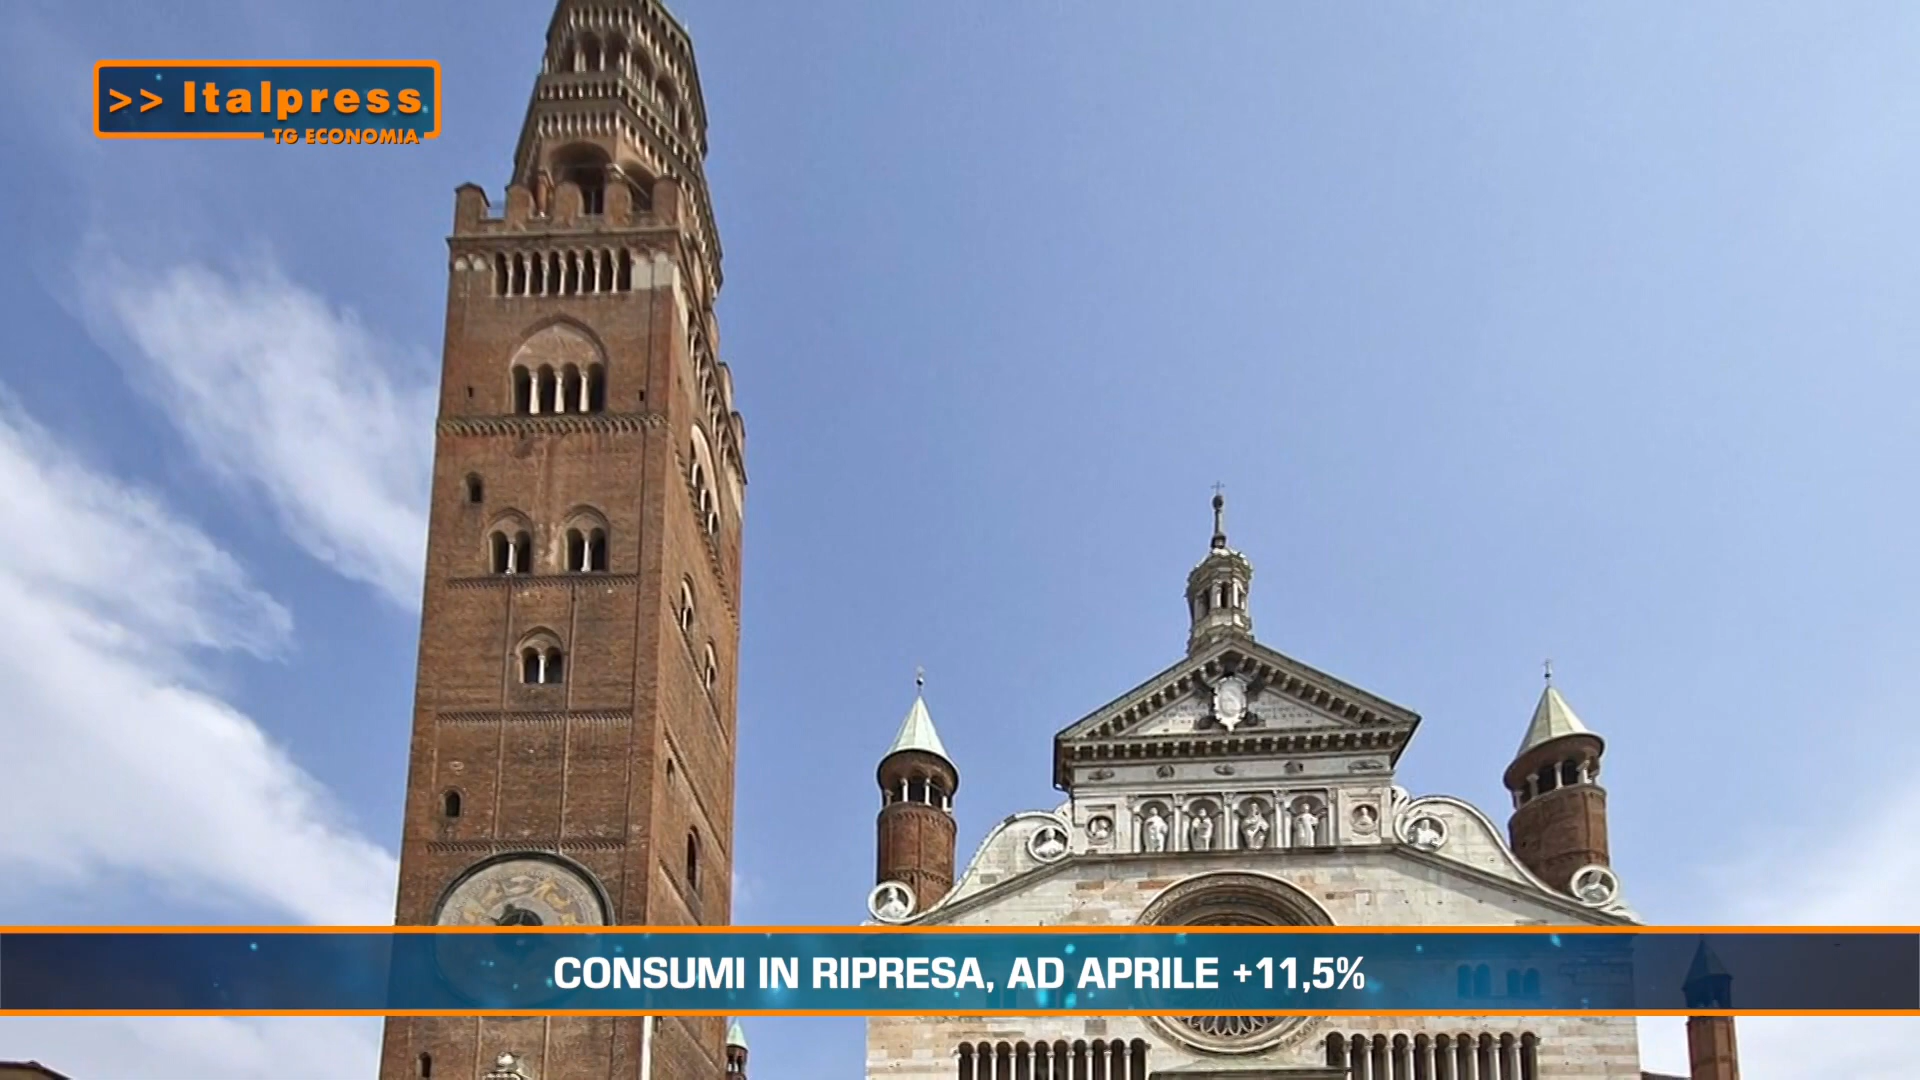 >> Italpress
TG ECONOMIA
CONSUMI IN RIPRESA, AD APRILE +11,5%